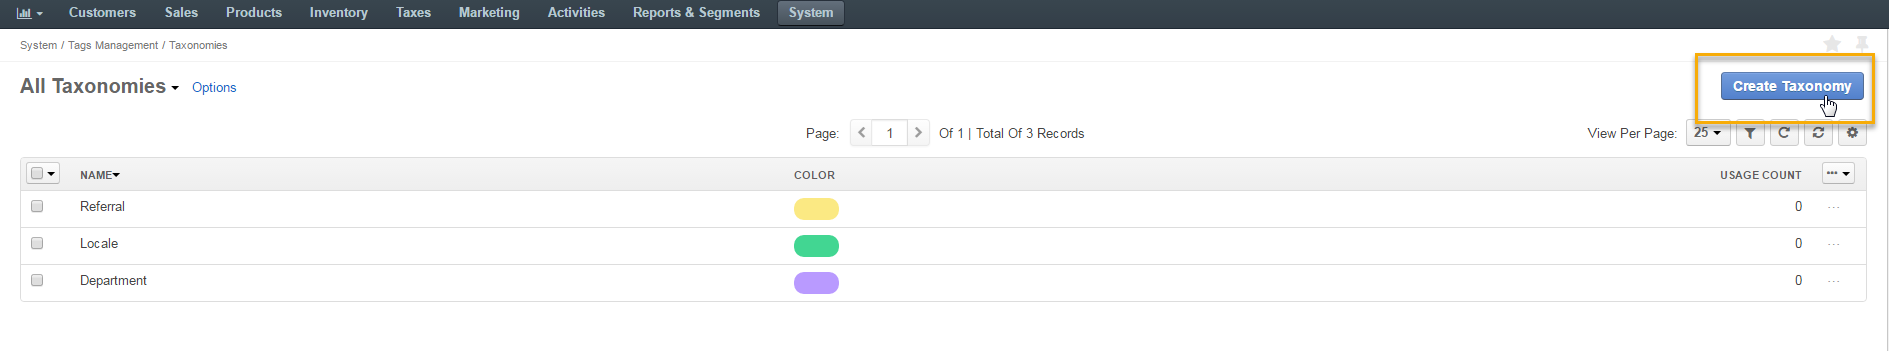 Customers Sales Products Inventory Taxes Marketing Activities Reports & Segments System
System / Tags Management / Taxonomies
All Taxonomies Options Create Taxonomy
Page: 1 Of 1 | Total Of 3 Records View Per Page: 25
NAME COLOR USAGE COUNT
Referral 0
Locale 0
Department 0